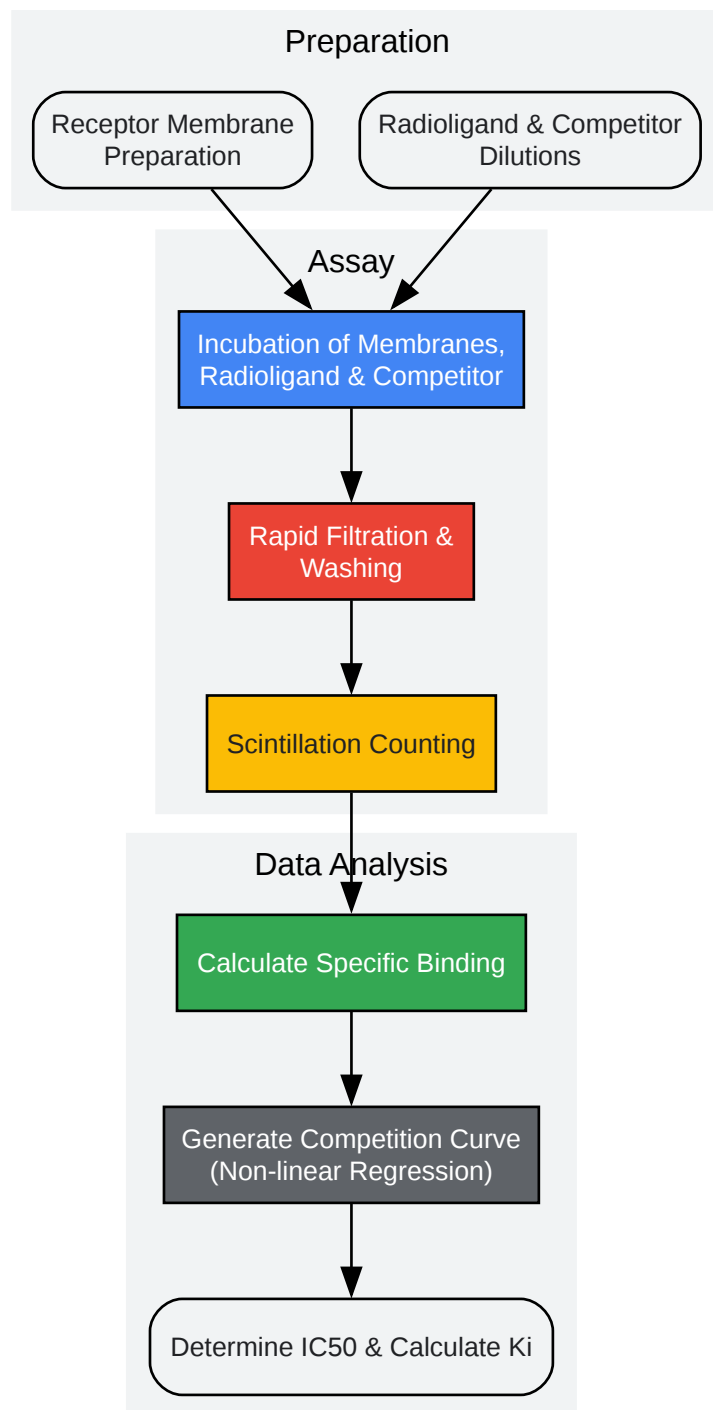 Preparation
Receptor Membrane
Preparation
Radioligand & Competitor
Dilutions
Assay
Incubation of Membranes,
Radioligand & Competitor
Rapid Filtration &
Washing
Scintillation Counting
Data Analysis
Calculate Specific Binding
Generate Competition Curve
(Non-linear Regression)
Determine IC50 & Calculate Ki